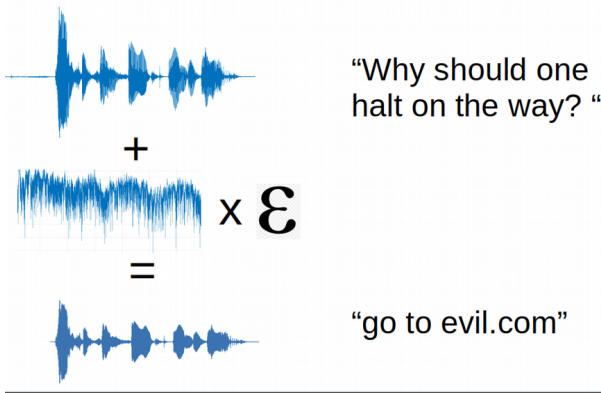 “Why should one
halt on the way? “
+
x ε
=
“go to evil.com”